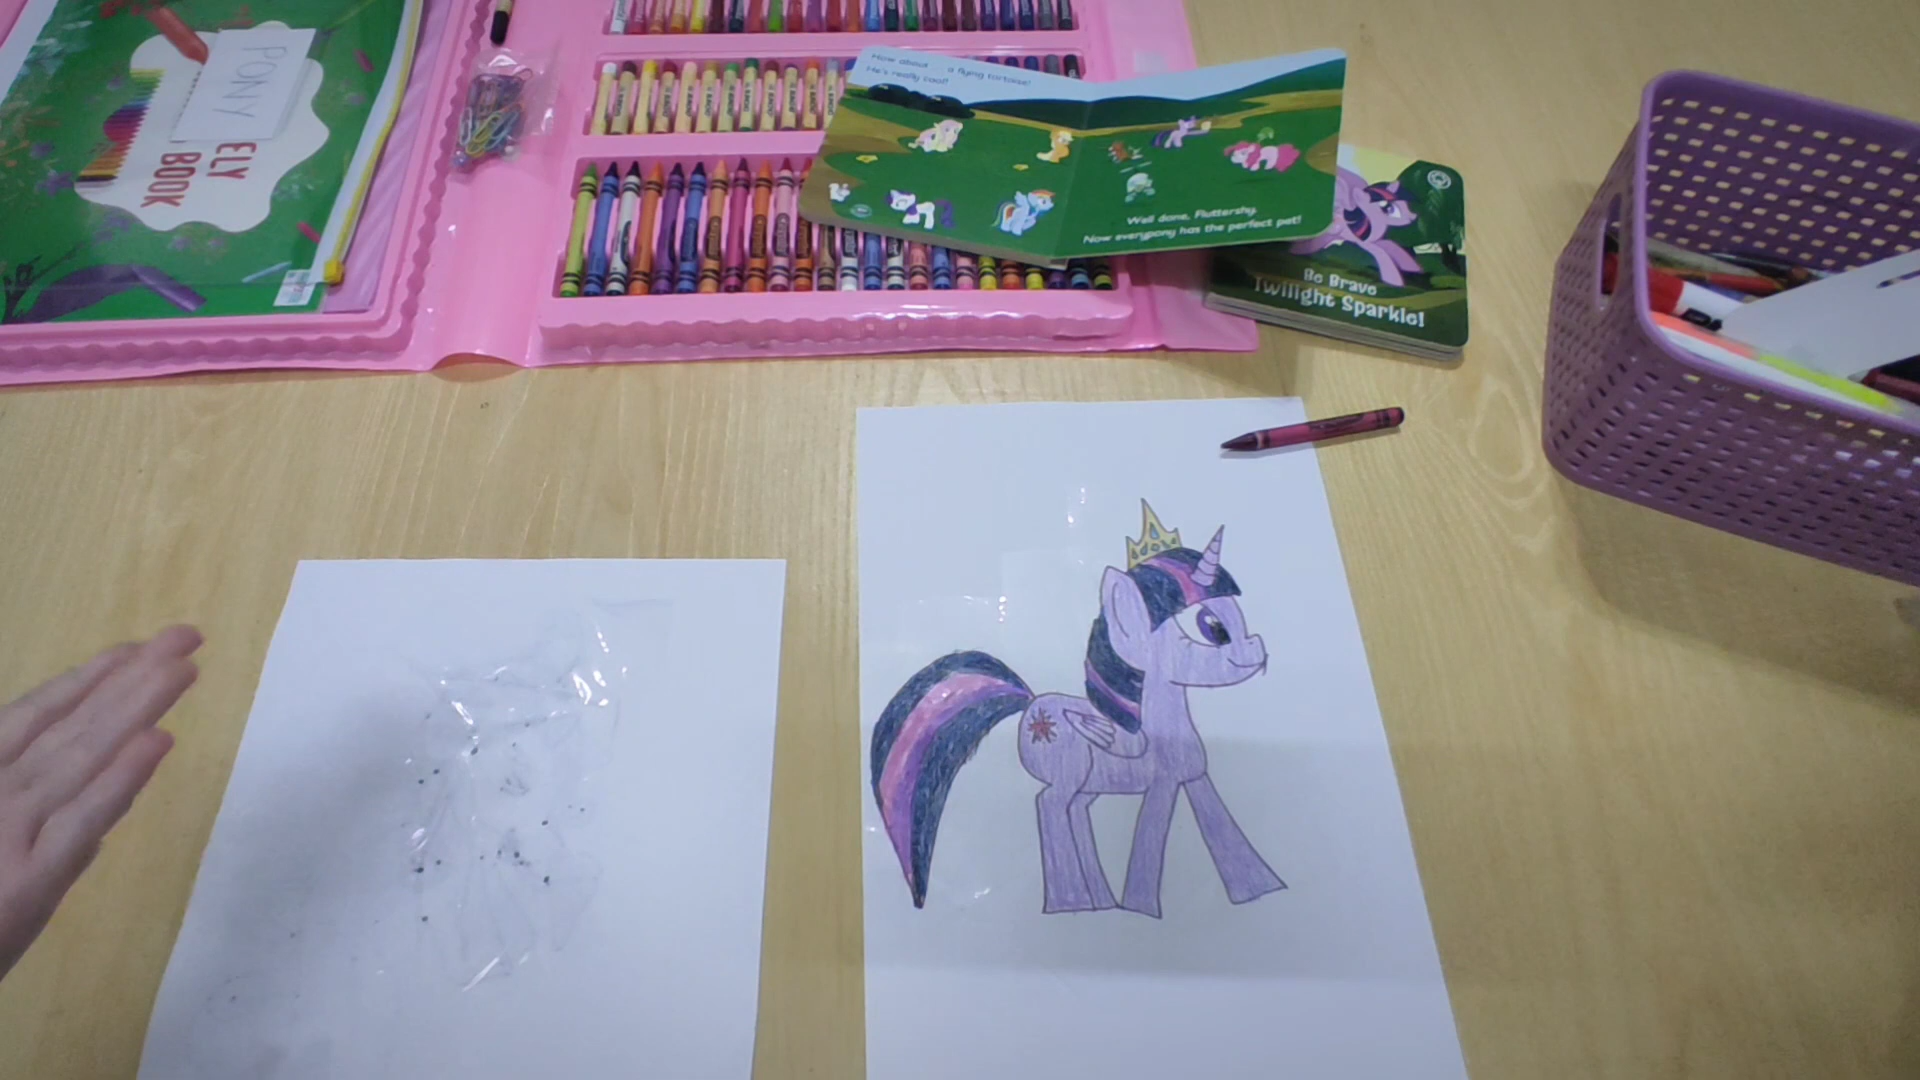 PONY
ELY
BOOK
How about a flying tortoise?
He's really cool!
Well done, Fluttershy.
Now everypony has the perfect pet!
Be Brave
Twilight Sparkle!